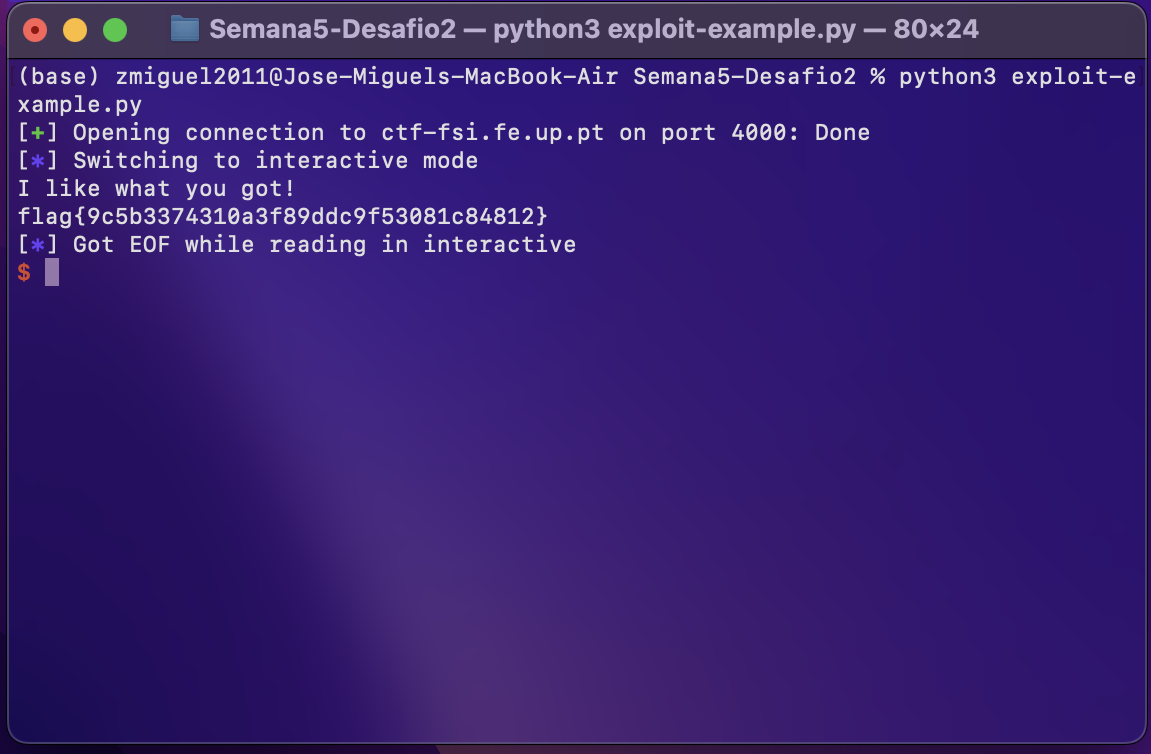 Semana5-Desafio2 — python3 exploit-example.py — 80×24
(base) zmiguel2011@Jose-Miguels-MacBook-Air Semana5-Desafio2 % python3 exploit-e
xample.py
[+] Opening connection to ctf-fsi.fe.up.pt on port 4000: Done
[*] Switching to interactive mode
I like what you got!
flag{9c5b3374310a3f89ddc9f53081c84812}
[*] Got EOF while reading in interactive
$